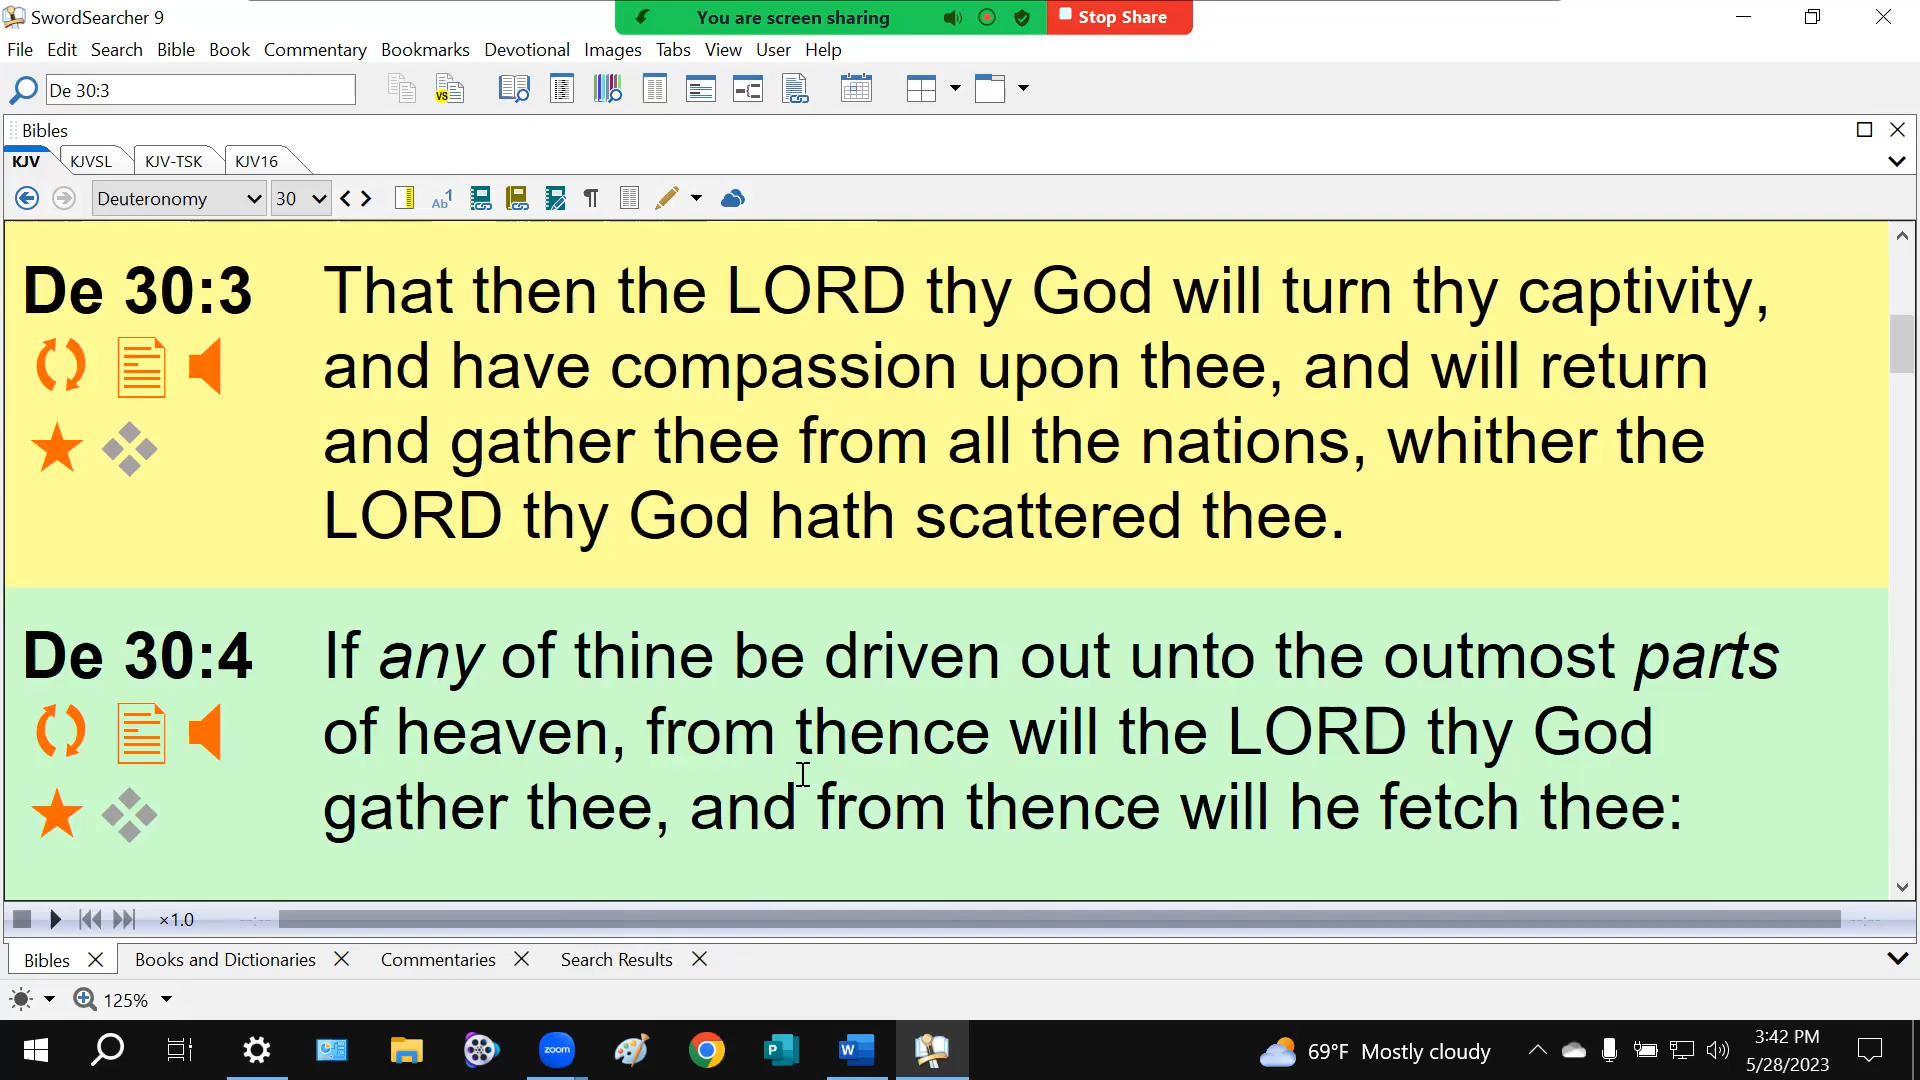 SwordSearcher 9
You are screen sharing
Stop Share
File Edit Search Bible Book Commentary Bookmarks Devotional Images Tabs View User Help
De 30:3
VS
Bibles
KJV KJVSL KJV-TSK KJV16
Deuteronomy 30
Ab1
De 30:3 That then the LORD thy God will turn thy captivity,
and have compassion upon thee, and will return
and gather thee from all the nations, whither the
LORD thy God hath scattered thee.
De 30:4 If any of thine be driven out unto the outmost parts
of heaven, from thence will the LORD thy God
gather thee, and from thence will he fetch thee:
×1.0 --:-- --:--
Bibles Books and Dictionaries Commentaries Search Results
125%
zoom
P
W
69°F Mostly cloudy
3:42 PM
5/28/2023